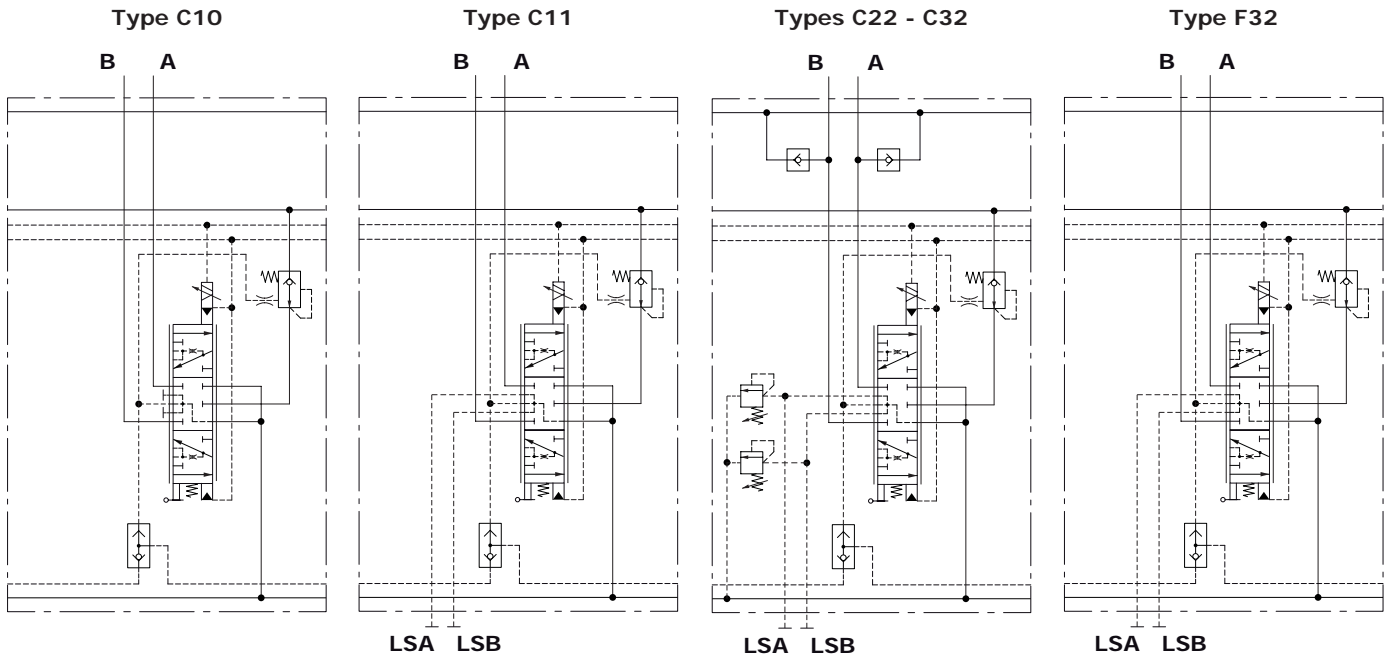 Type C10 Type C11 Types C22 - C32 Type F32
B A B A B A B A
LSA LSB LSA LSB LSA LSB